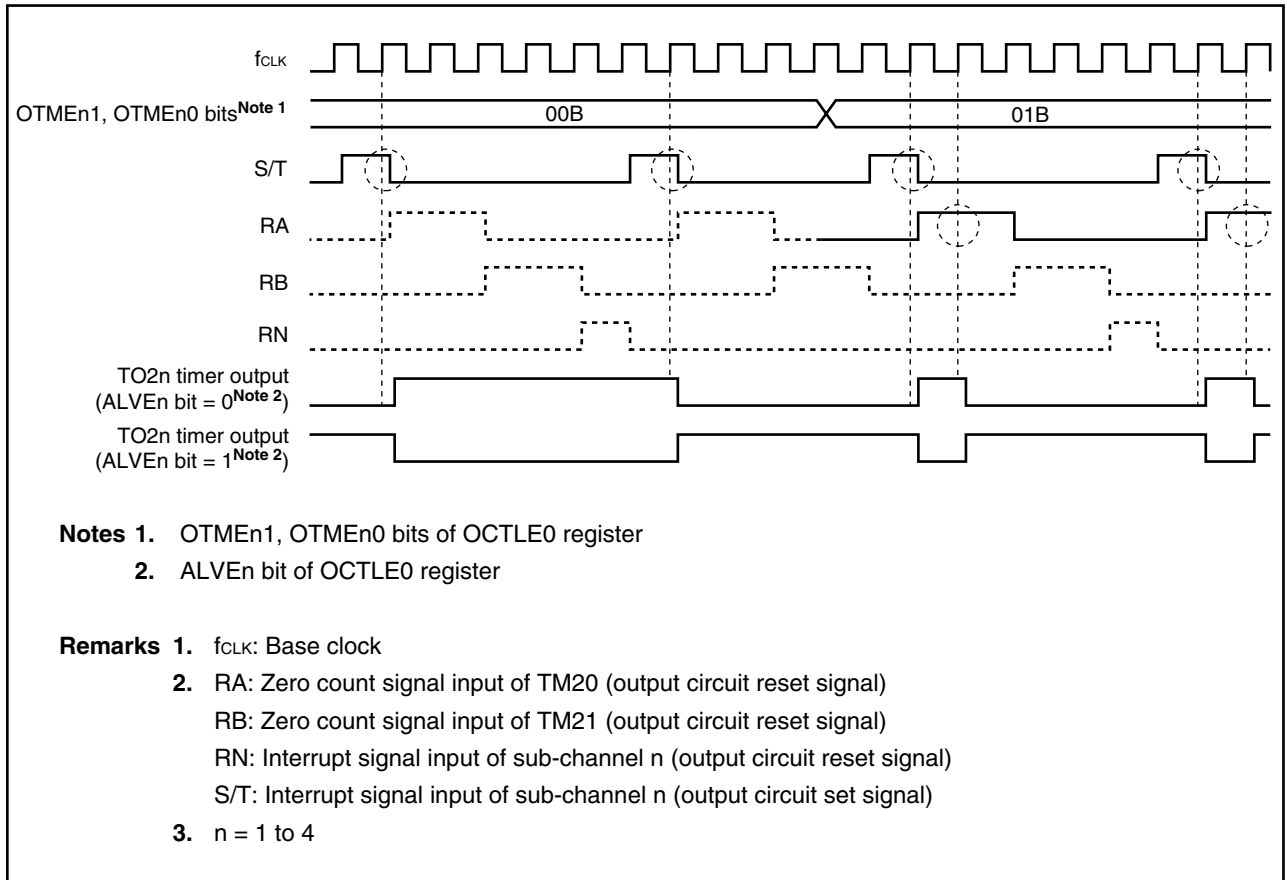 fCLK
OTMEn1, OTMEn0 bitsNote 1
00B
01B
S/T
RA
RB
RN
TO2n timer output
(ALVEn bit = 0Note 2)
TO2n timer output
(ALVEn bit = 1Note 2)
Notes 1. OTMEn1, OTMEn0 bits of OCTLE0 register
2. ALVEn bit of OCTLE0 register
Remarks 1. fCLK: Base clock
2. RA: Zero count signal input of TM20 (output circuit reset signal)
RB: Zero count signal input of TM21 (output circuit reset signal)
RN: Interrupt signal input of sub-channel n (output circuit reset signal)
S/T: Interrupt signal input of sub-channel n (output circuit set signal)
3. n = 1 to 4